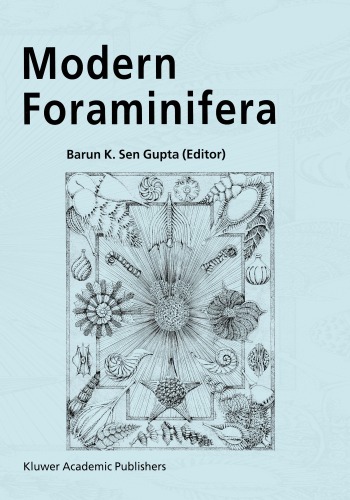 Modern
Foraminifera
Barun K. Sen Gupta (Editor)
Kluwer Academic Publishers